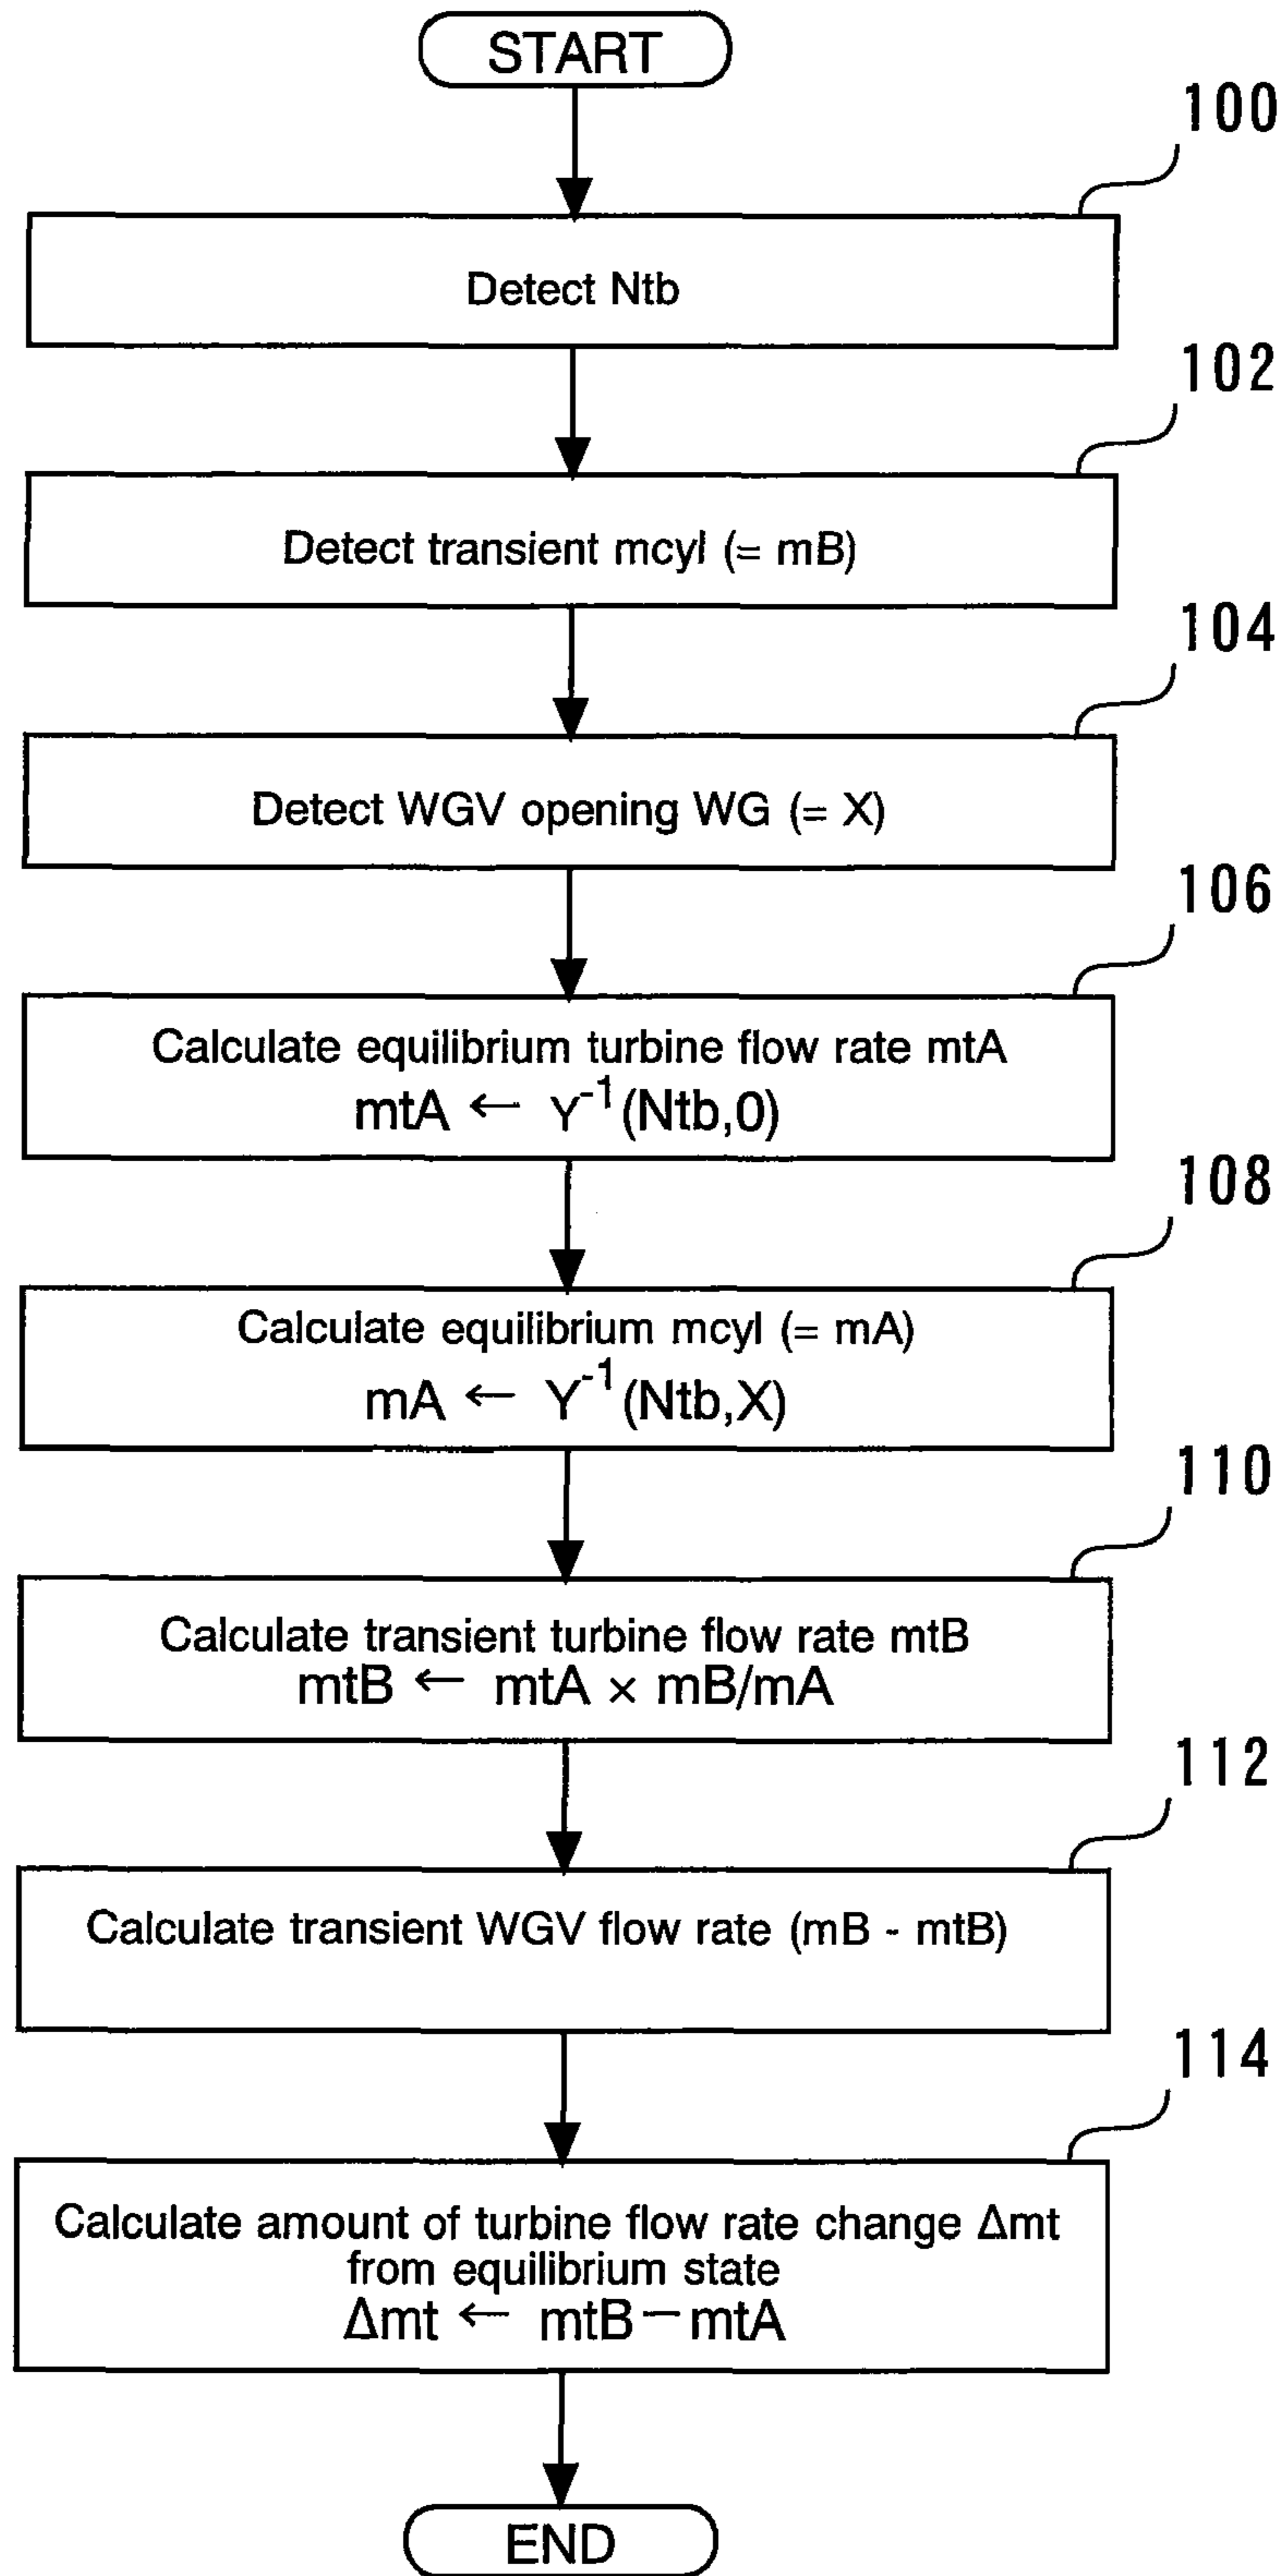 START
100
Detect Ntb
102
Detect transient mcyl (= mB)
104
Detect WGV opening WG (= X)
106
Calculate equilibrium turbine flow rate mtA
mtA ← Y⁻¹(Ntb,0)
108
Calculate equilibrium mcyl (= mA)
mA ← Y⁻¹(Ntb,X)
110
Calculate transient turbine flow rate mtB
mtB ← mtA × mB/mA
112
Calculate transient WGV flow rate (mB - mtB)
114
Calculate amount of turbine flow rate change Δmt
from equilibrium state
Δmt ← mtB − mtA
END